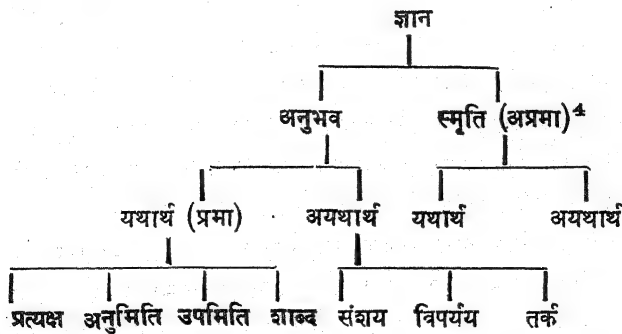 ज्ञान
अनुभव स्मृति (अप्रमा)⁴
यथार्थ (प्रमा) अयथार्थ यथार्थ अयथार्थ
प्रत्यक्ष अनुमिति उपमिति शाब्द संशय विपर्यय तर्क